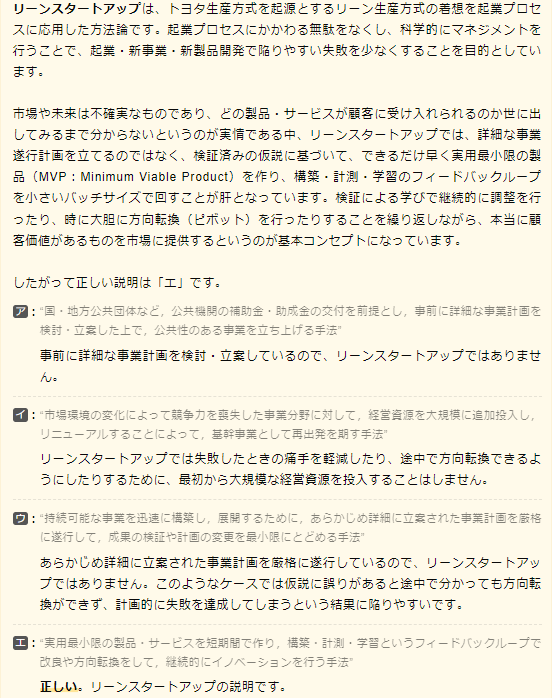 リーンスタートアップは、トヨタ生産方式を起源とするリーン生産方式の着想を起業プロセ
スに応用した方法論です。起業プロセスにかかわる無駄をなくし、科学的にマネジメントを
行うことで、起業・新事業・新製品開発で陥りやすい失敗を少なくすることを目的としてい
ます。
市場や未来は不確実なものであり、どの製品・サービスが顧客に受け入れられるのか世に出
してみるまで分からないというのが実情である中、リーンスタートアップでは、詳細な事業
遂行計画を立てるのではなく、検証済みの仮説に基づいて、できるだけ早く実用最小限の製
品（MVP：Minimum Viable Product）を作り、構築・計測・学習のフィードバックループ
を小さいバッチサイズで回すことが肝となっています。検証による学びで継続的に調整を行
ったり、時に大胆に方向転換（ピボット）を行ったりすることを繰り返しながら、本当に顧
客価値があるものを市場に提供するというのが基本コンセプトになっています。
したがって正しい説明は「エ」です。
ア："国・地方公共団体など，公共機関の補助金・助成金の交付を前提とし，事前に詳細な事業計画を
検討・立案した上で，公共性のある事業を立ち上げる手法"
事前に詳細な事業計画を検討・立案しているので、リーンスタートアップではありませ
ん。
イ："市場環境の変化によって競争力を喪失した事業分野に対して，経営資源を大規模に追加投入し，
リニューアルすることによって，基幹事業として再出発を期す手法"
リーンスタートアップでは失敗したときの痛手を軽減したり、途中で方向転換できるよ
うにしたりするために、最初から大規模な経営資源を投入することはしません。
ウ："持続可能な事業を迅速に構築し，展開するために，あらかじめ詳細に立案された事業計画を厳格
に遂行して，成果の検証や計画の変更を最小限にとどめる手法"
あらかじめ詳細に立案された事業計画を厳格に遂行しているので、リーンスタートアッ
プではありません。このようなケースでは仮説に誤りがあると途中で分かっても方向転
換ができず、計画的に失敗を達成してしまうという結果に陥りやすいです。
エ："実用最小限の製品・サービスを短期間で作り，構築・計測・学習というフィードバックループで
改良や方向転換をして，継続的にイノベーションを行う手法"
正しい。リーンスタートアップの説明です。